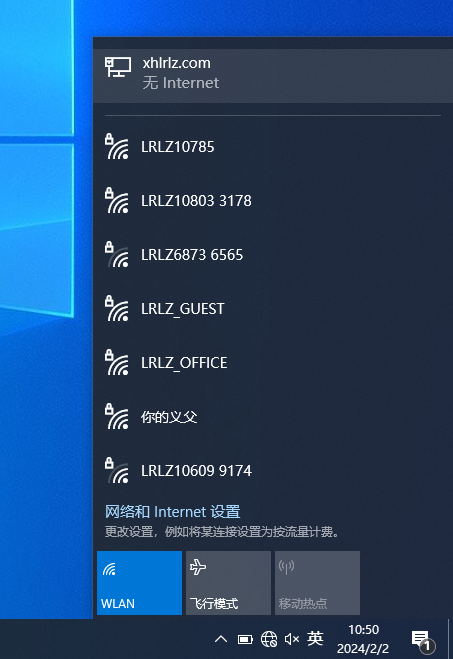 xhlrlz.com
无 Internet
LRLZ10785
LRLZ10803 3178
LRLZ6873 6565
LRLZ_GUEST
LRLZ_OFFICE
你的义父
LRLZ10609 9174
网络和 Internet 设置
更改设置，例如将某连接设置为按流量计费。
WLAN
飞行模式
移动热点
英
10:50
2024/2/2
1